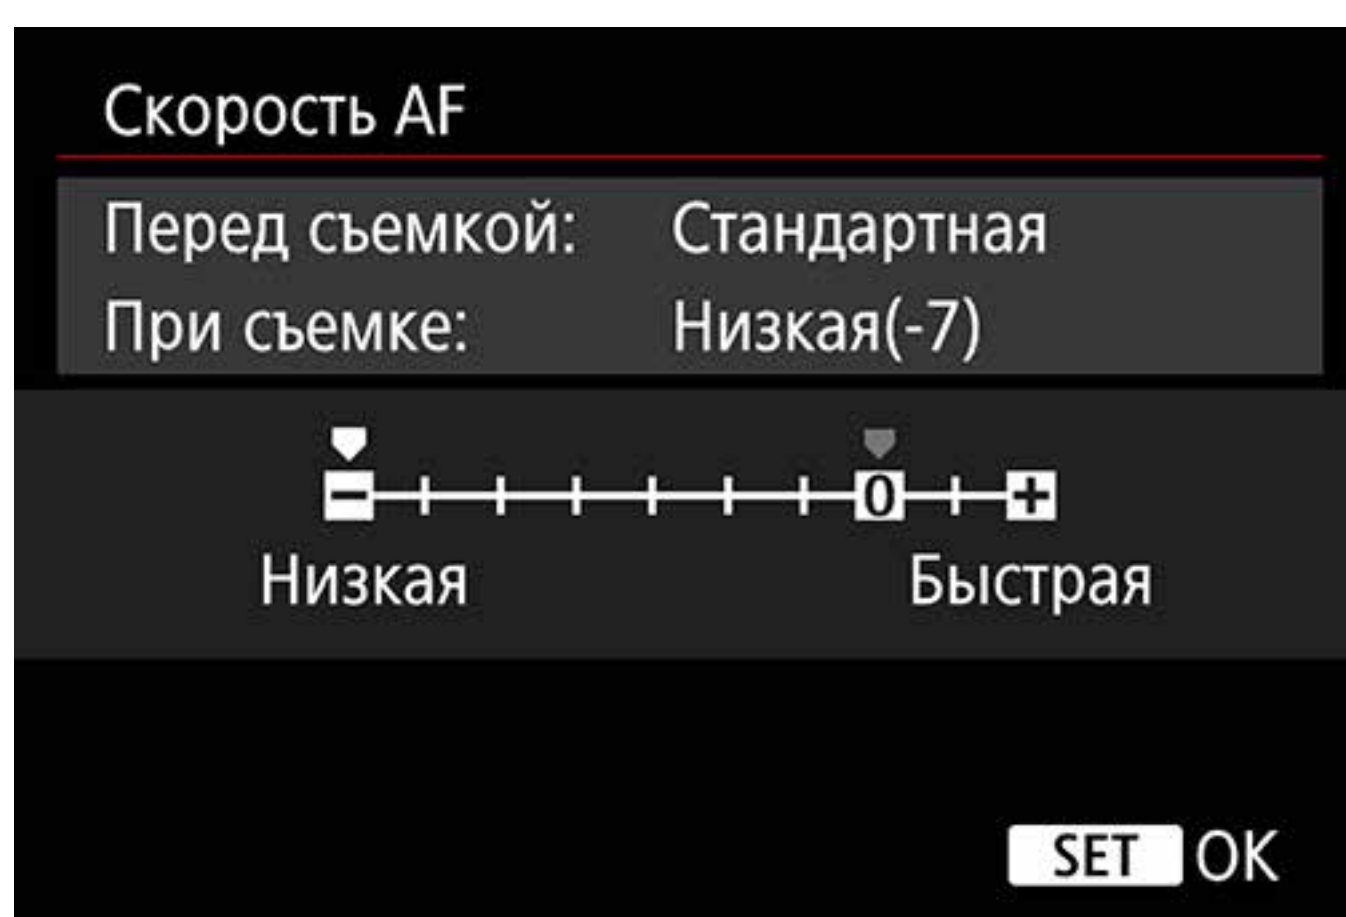 Скорость AF
Перед съемкой: Стандартная
При съемке: Низкая(-7)
− 0 +
Низкая Быстрая
SET OK